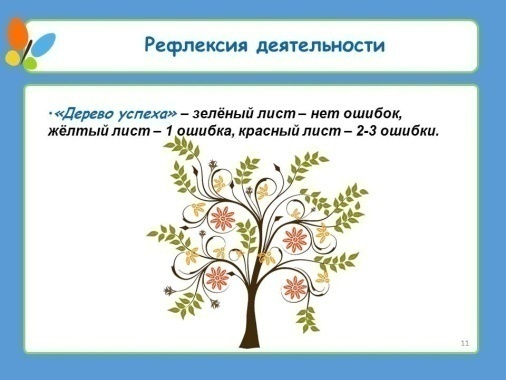 Рефлексия деятельности
•«Дерево успеха» – зелёный лист – нет ошибок,
жёлтый лист – 1 ошибка, красный лист – 2-3 ошибки.
11